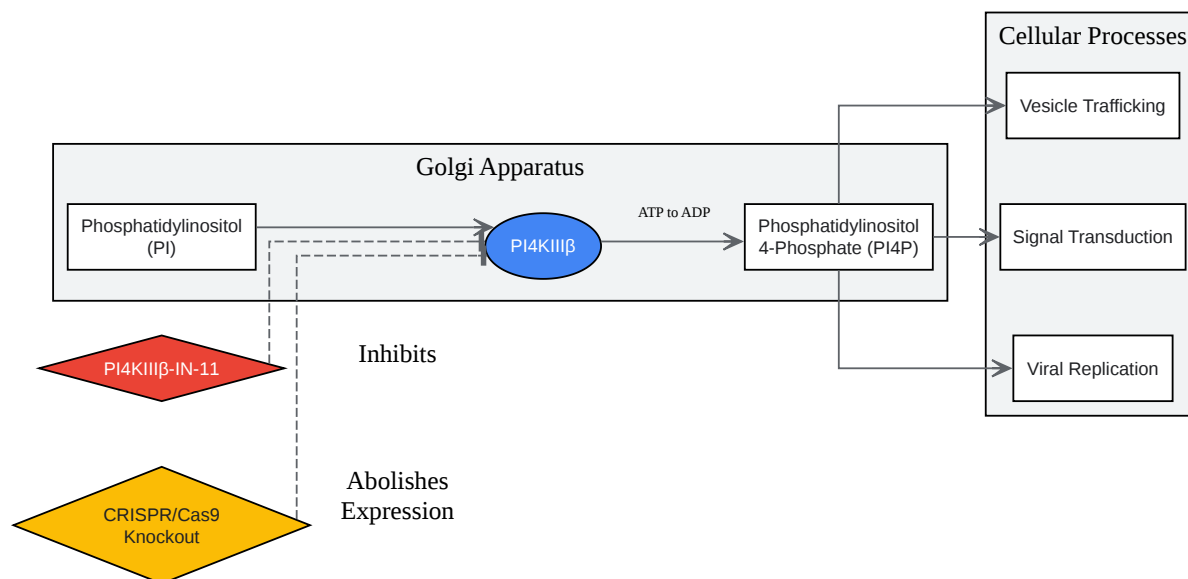 Cellular Processes
Vesicle Trafficking
Golgi Apparatus
Phosphatidylinositol
(PI)
PI4KIIIβ
ATP to ADP
Phosphatidylinositol
4-Phosphate (PI4P)
Signal Transduction
PI4KIIIβ-IN-11
Inhibits
Viral Replication
CRISPR/Cas9
Knockout
Abolishes
Expression